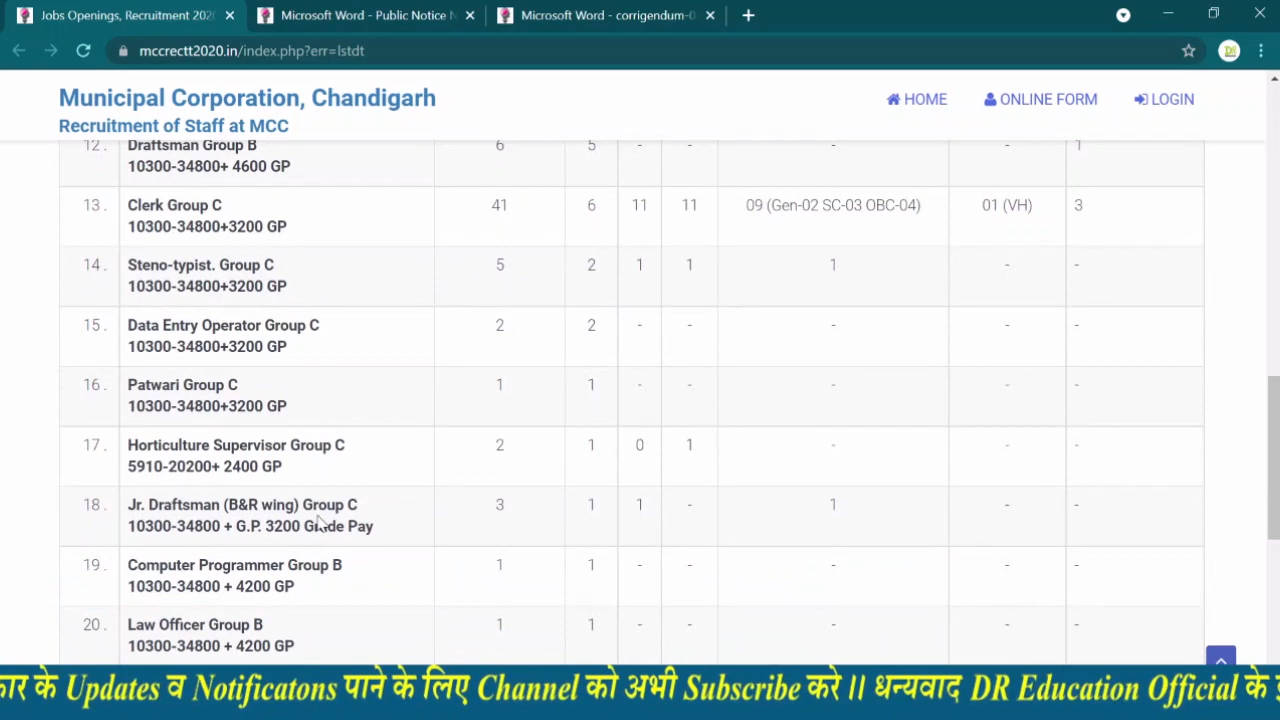 Jobs Openings, Recruitment 202
Microsoft Word - Public Notice N
Microsoft Word - corrigendum-0
mccrectt2020.in/index.php?err=lstdt
Municipal Corporation, Chandigarh
HOME ONLINE FORM LOGIN
Recruitment of Staff at MCC
12 . Draftsman Group B 6 5 - - - - 1
10300-34800+ 4600 GP
13 . Clerk Group C 41 6 11 11 09 (Gen-02 SC-03 OBC-04) 01 (VH) 3
10300-34800+3200 GP
14 . Steno-typist. Group C 5 2 1 1 1 - -
10300-34800+3200 GP
15 . Data Entry Operator Group C 2 2 - - - - -
10300-34800+3200 GP
16 . Patwari Group C 1 1 - - - - -
10300-34800+3200 GP
17 . Horticulture Supervisor Group C 2 1 0 1 - - -
5910-20200+ 2400 GP
18 . Jr. Draftsman (B&R wing) Group C 3 1 1 - 1 - -
10300-34800 + G.P. 3200 Grade Pay
19 . Computer Programmer Group B 1 1 - - - - -
10300-34800 + 4200 GP
20 . Law Officer Group B 1 1 - - - - -
10300-34800 + 4200 GP
कार के Updates व Notificatons पाने के लिए Channel को अभी Subscribe करे ।। धन्यवाद DR Education Official के